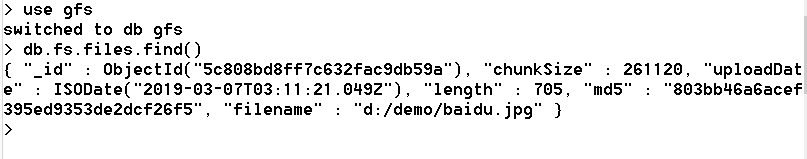 > use gfs
switched to db gfs
> db.fs.files.find()
{ "_id" : ObjectId("5c808bd8ff7c632fac9db59a"), "chunkSize" : 261120, "uploadDat
e" : ISODate("2019-03-07T03:11:21.049Z"), "length" : 705, "md5" : "803bb46a6acef
395ed9353de2dcf26f5", "filename" : "d:/demo/baidu.jpg" }
>